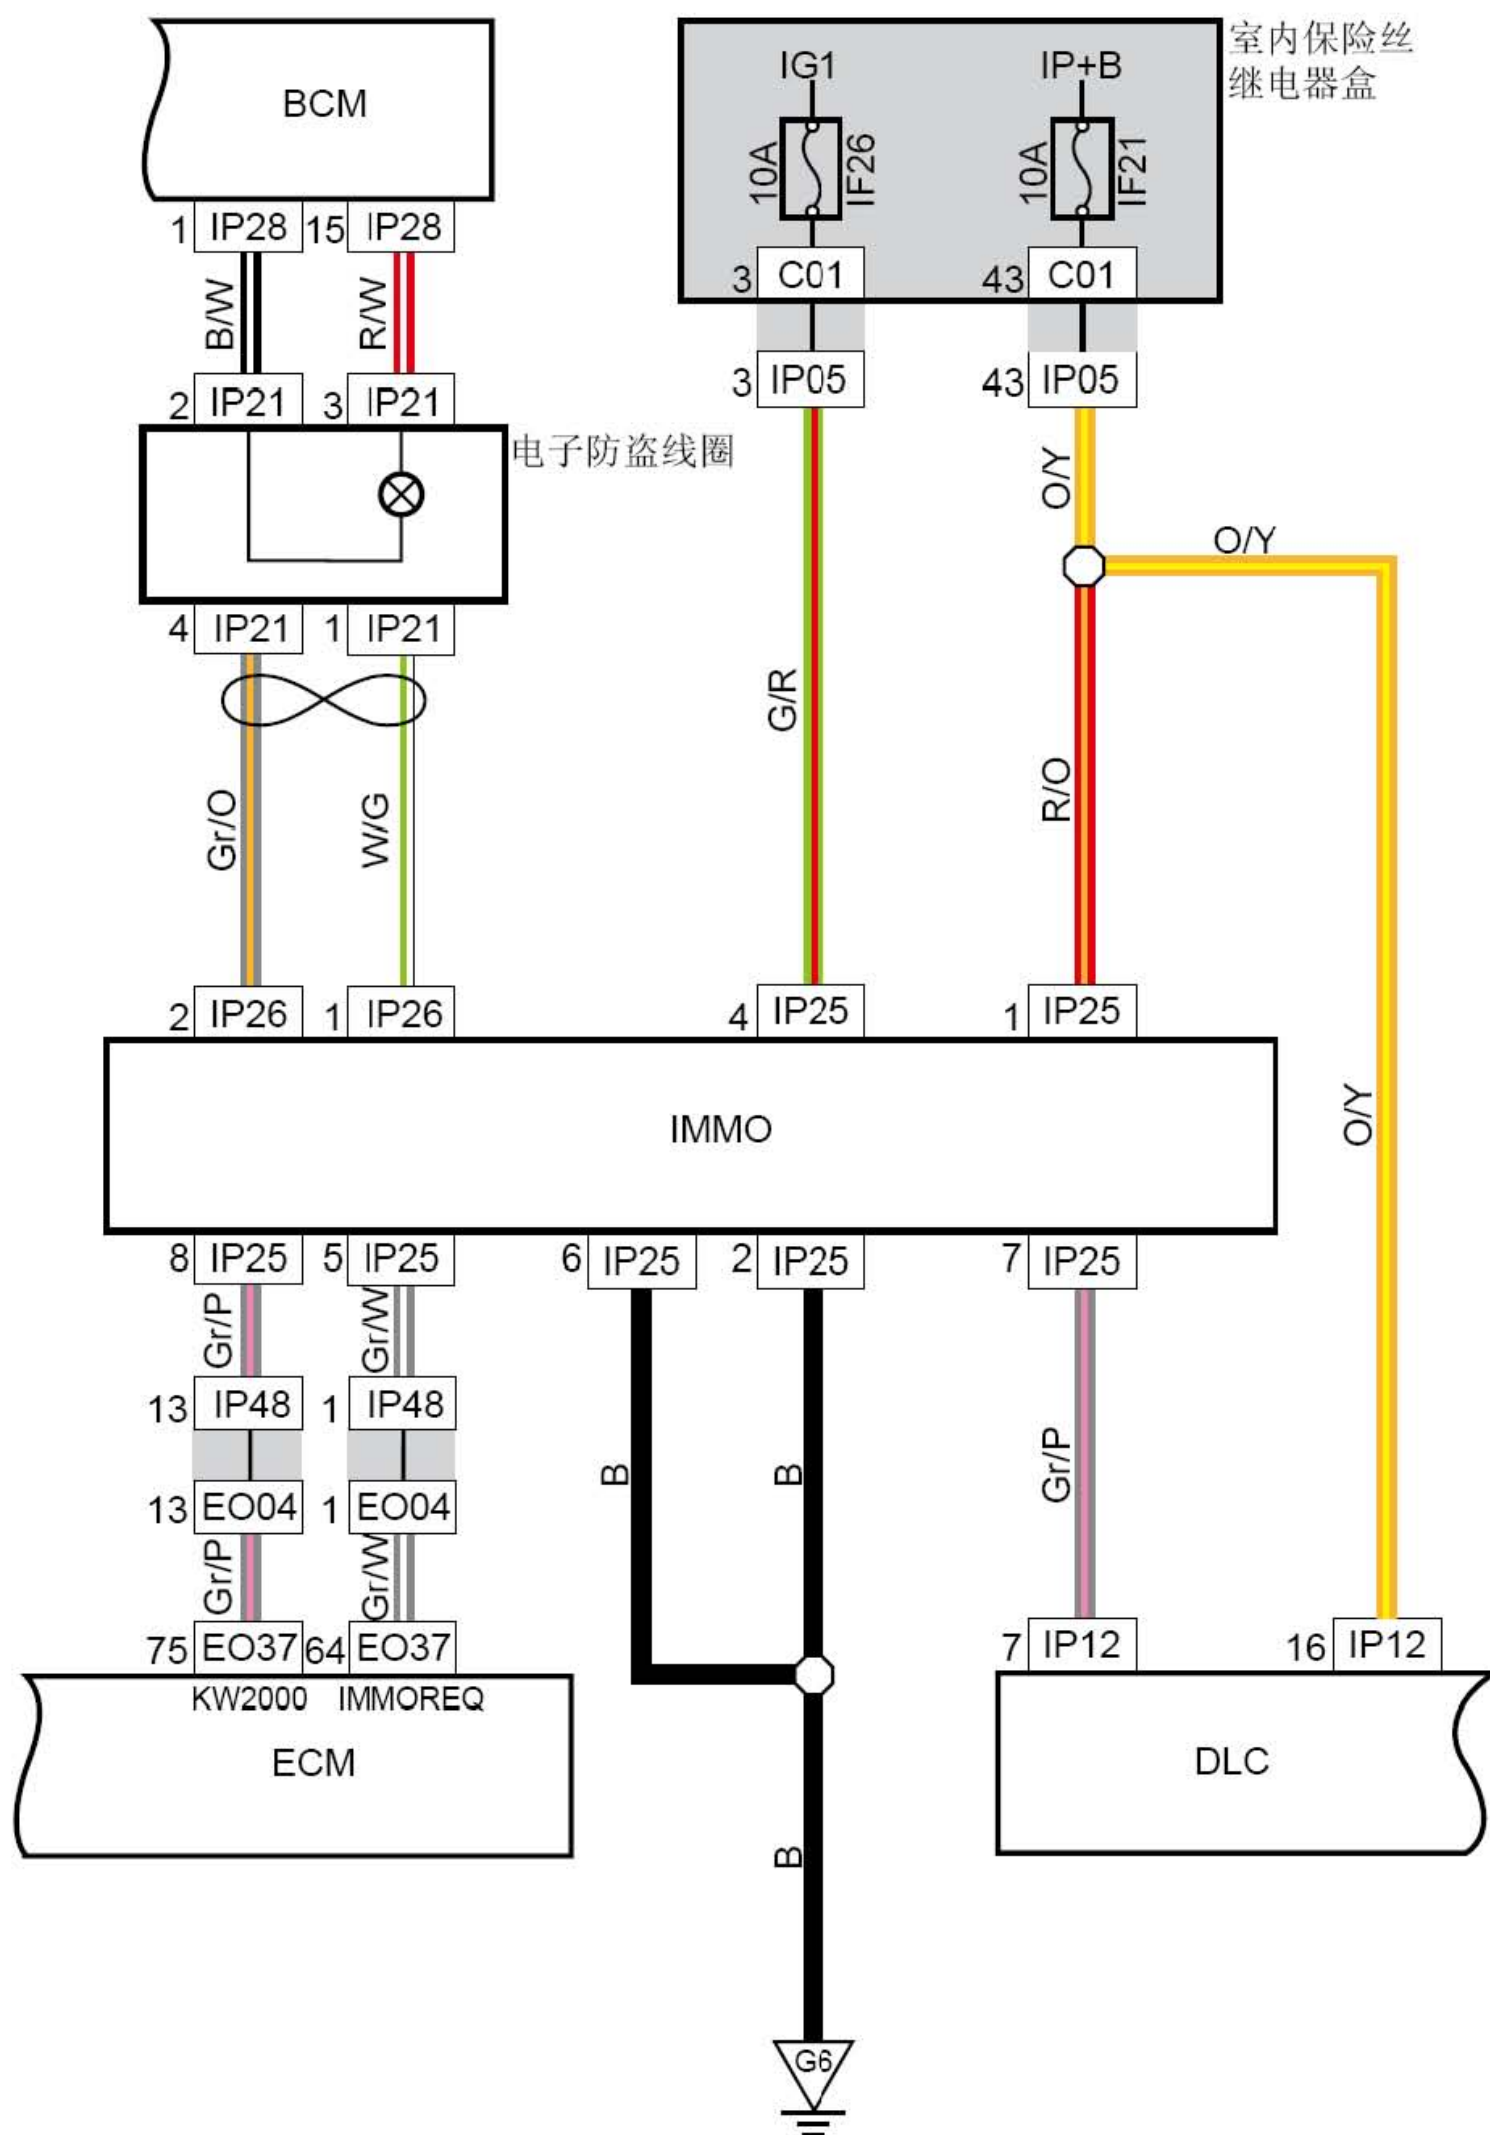 室内保险丝
继电器盒
BCM
IG1
IP+B
10A
IF26
10A
IF21
1 IP28 15 IP28
3 C01
43 C01
B/W
R/W
3 IP05
43 IP05
2 IP21 3 IP21
电子防盗线圈
O/Y
O/Y
4 IP21 1 IP21
G/R
R/O
Gr/O
W/G
2 IP26 1 IP26
4 IP25
1 IP25
IMMO
O/Y
8 IP25 5 IP25
6 IP25 2 IP25
7 IP25
Gr/P
Gr/W
13 IP48 1 IP48
B
B
Gr/P
13 EO04 1 EO04
Gr/P
Gr/W
75 EO37 64 EO37
7 IP12
16 IP12
KW2000 IMMOREQ
ECM
DLC
B
G6